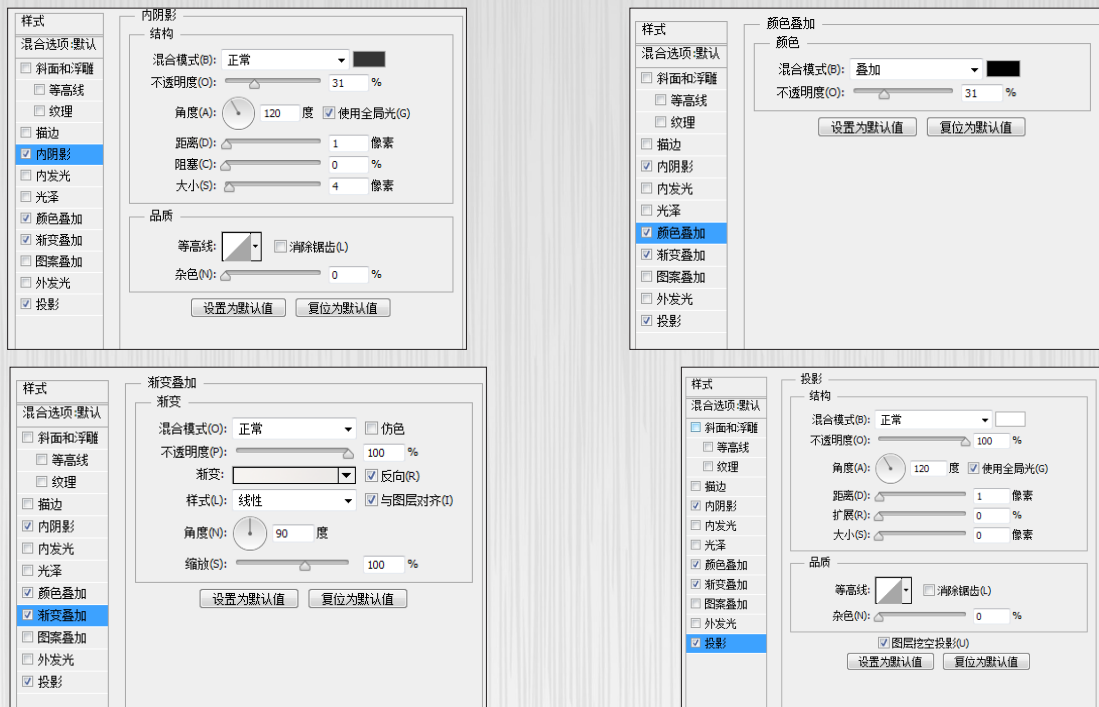 样式
混合选项:默认
斜面和浮雕
等高线
纹理
描边
内阴影
内发光
光泽
颜色叠加
渐变叠加
图案叠加
外发光
投影
内阴影
结构
混合模式(B): 正常
不透明度(O): 31 %
角度(A): 120 度 使用全局光(G)
距离(D): 1 像素
阻塞(C): 0 %
大小(S): 4 像素
品质
等高线: 消除锯齿(L)
杂色(N): 0 %
设置为默认值 复位为默认值
样式
混合选项:默认
斜面和浮雕
等高线
纹理
描边
内阴影
内发光
光泽
颜色叠加
渐变叠加
图案叠加
外发光
投影
颜色叠加
颜色
混合模式(B): 叠加
不透明度(O): 31 %
设置为默认值 复位为默认值
样式
混合选项:默认
斜面和浮雕
等高线
纹理
描边
内阴影
内发光
光泽
颜色叠加
渐变叠加
图案叠加
外发光
投影
渐变叠加
渐变
混合模式(O): 正常 仿色
不透明度(P): 100 %
渐变: 反向(R)
样式(L): 线性 与图层对齐(I)
角度(N): 90 度
缩放(S): 100 %
设置为默认值 复位为默认值
样式
混合选项:默认
斜面和浮雕
等高线
纹理
描边
内阴影
内发光
光泽
颜色叠加
渐变叠加
图案叠加
外发光
投影
投影
结构
混合模式(B): 正常
不透明度(O): 100 %
角度(A): 120 度 使用全局光(G)
距离(D): 1 像素
扩展(R): 0 %
大小(S): 0 像素
品质
等高线: 消除锯齿(L)
杂色(N): 0 %
图层挖空投影(U)
设置为默认值 复位为默认值